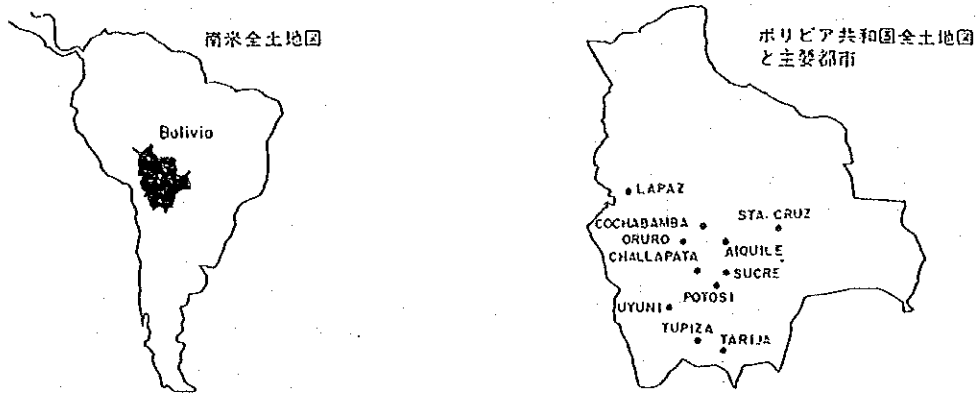 南米全土地図
Bolivio
ボリビア共和国全土地図
と主要都市
LAPAZ
COCHABAMBA
STA. CRUZ
ORURO
AIQUILE
CHALLAPATA
SUCRE
POTOSI
UYUNI
TUPIZA
TARIJA